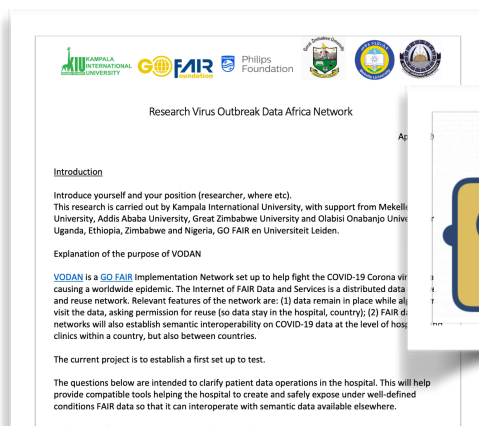 KIU KAMPALA
INTERNATIONAL
UNIVERSITY
GO FAIR
foundation
Philips
Foundation
Research Virus Outbreak Data Africa Network
Introduction
Introduce yourself and your position (researcher, where etc).
This research is carried out by Kampala International University, with support from Mekelle
University, Addis Ababa University, Great Zimbabwe University and Olabisi Onabanjo
Uganda, Ethiopia, Zimbabwe and Nigeria, GO FAIR en Universiteit Leiden.
Explanation of the purpose of VODAN
VODAN is a GO FAIR Implementation Network set up to help fight the COVID-19 Corona
causing a worldwide epidemic. The Internet of FAIR Data and Services is a distributed data
and reuse network. Relevant features of the network are: (1) data remain in place while
visit the data, asking permission for reuse (so data stay in the hospital, country); (2) FAIR
networks will also establish semantic interoperability on COVID-19 data at the level of
clinics within a country, but also between countries.
The current project is to establish a first set up to test.
The questions below are intended to clarify patient data operations in the hospital. This will help
provide compatible tools helping the hospital to create and safely expose under well-defined
conditions FAIR data so that it can interoperate with semantic data available elsewhere.